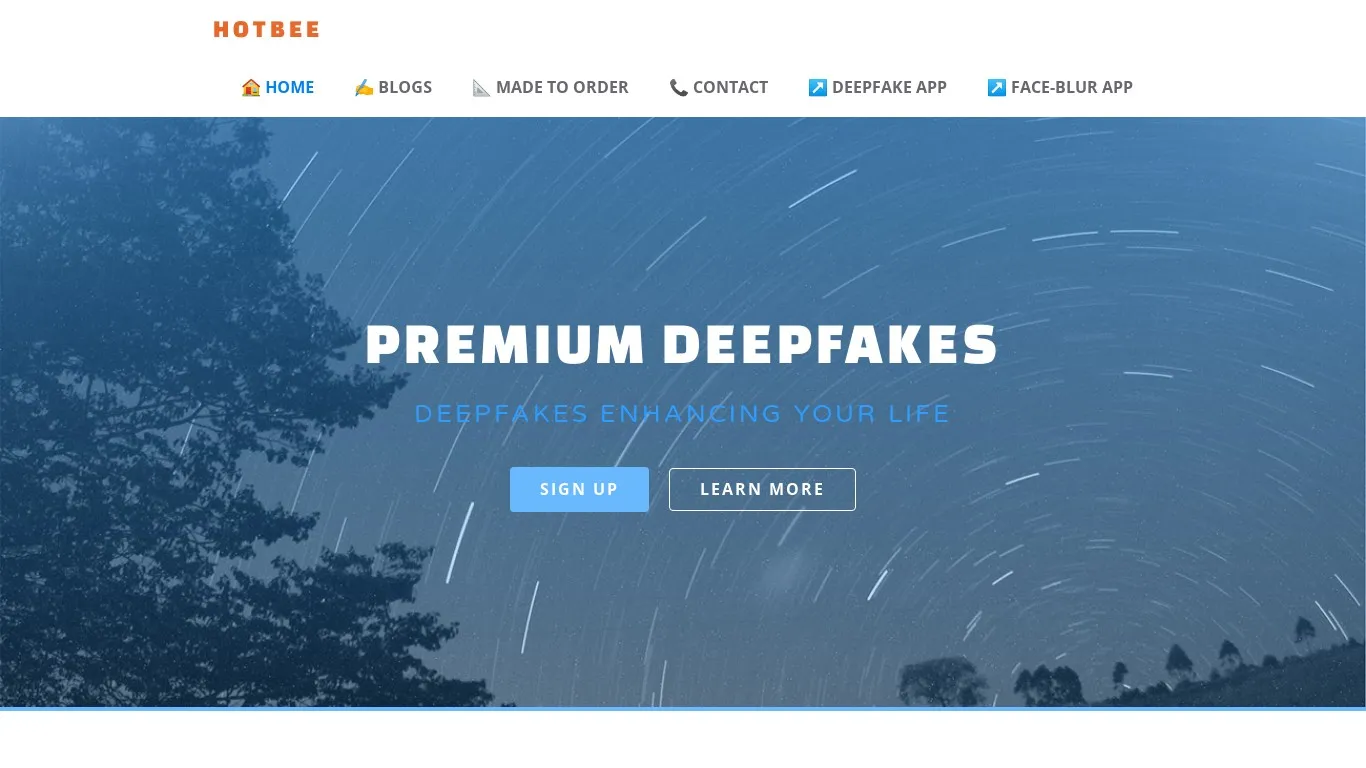 HOTBEE
🏠 HOME ✍ BLOGS 📐 MADE TO ORDER 📞 CONTACT ↗ DEEPFAKE APP ↗ FACE-BLUR APP
PREMIUM DEEPFAKES
DEEPFAKES ENHANCING YOUR LIFE
SIGN UP LEARN MORE